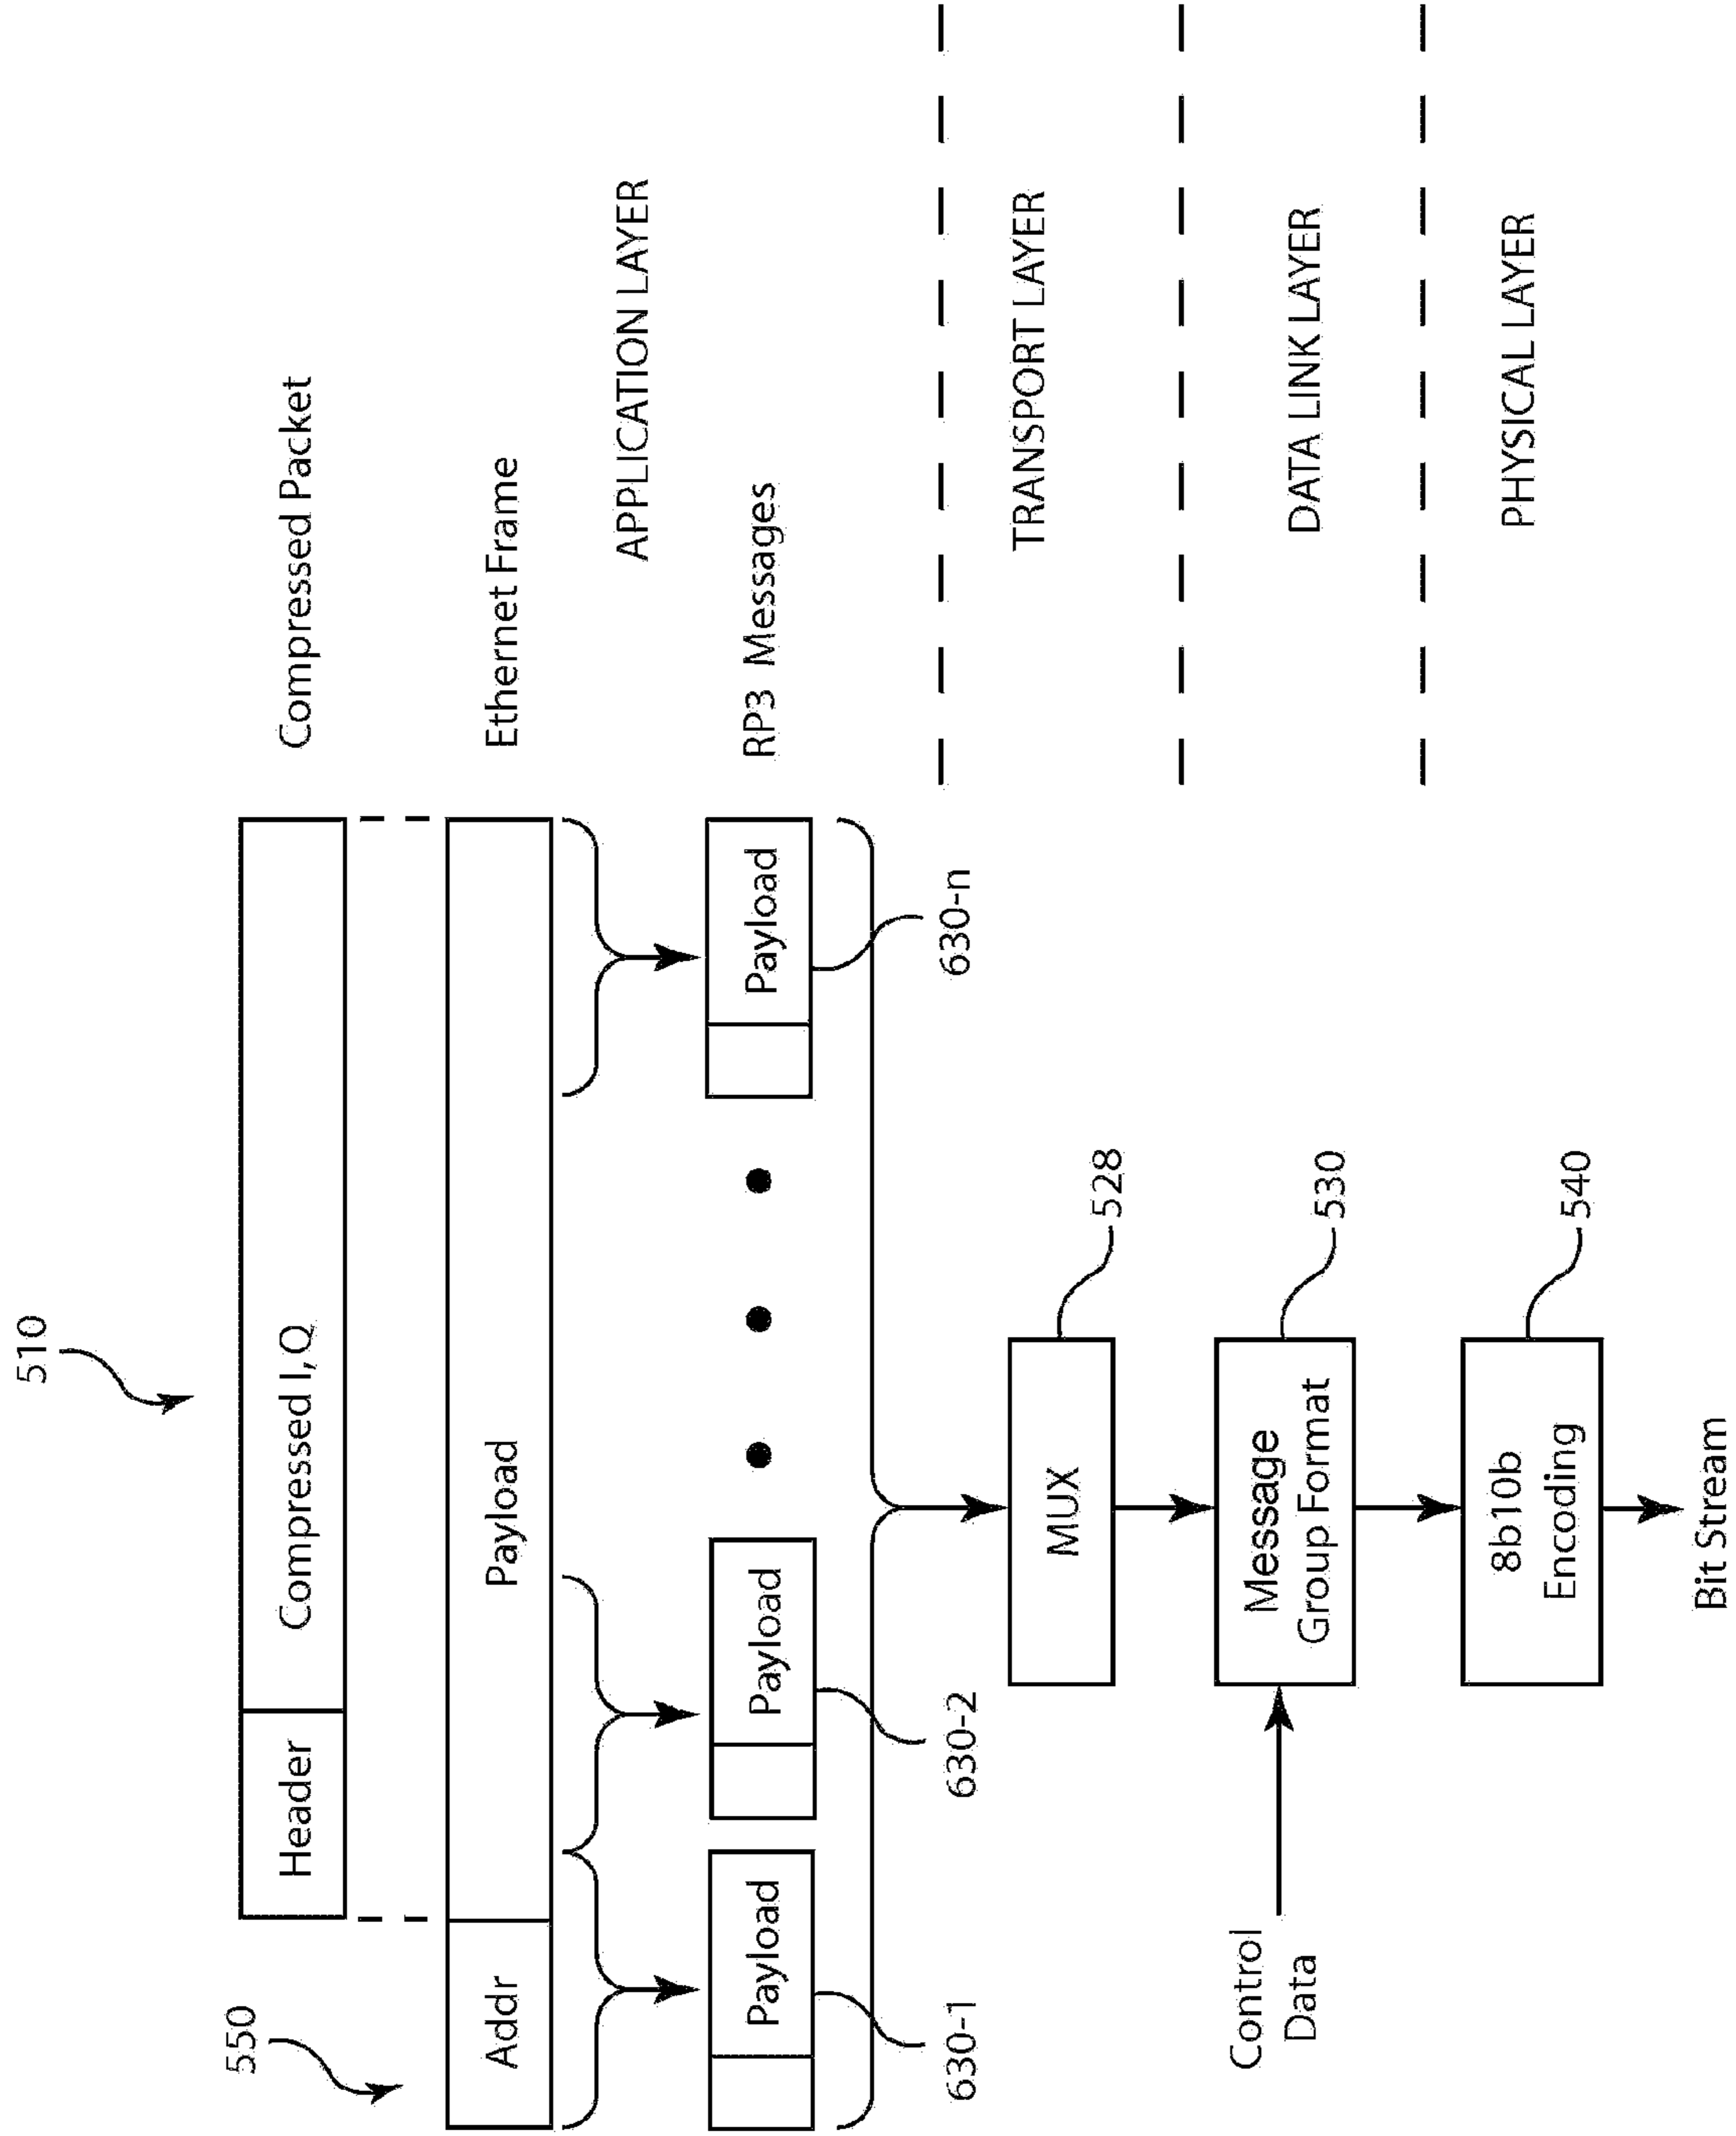 510
Header
Compressed I,Q
Compressed Packet
550
Addr
Payload
Ethernet Frame
APPLICATION LAYER
Payload
Payload
Payload
RP3 Messages
630-1
630-2
630-n
MUX
528
TRANSPORT LAYER
Control
Data
Message
Group Format
530
DATA LINK LAYER
8b10b
Encoding
540
PHYSICAL LAYER
Bit Stream